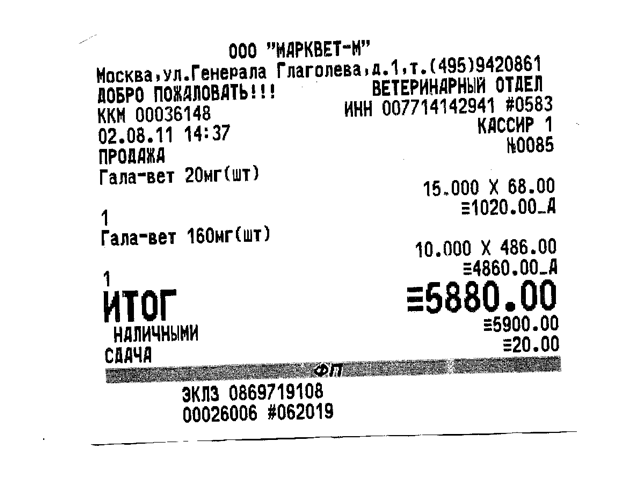 ООО "МАРКВЕТ-М"
Москва,ул.Генерала Глаголева,д.1,т.(495)9420861
ДОБРО ПОЖАЛОВАТЬ!!! ВЕТЕРИНАРНЫЙ ОТДЕЛ
ККМ 00036148 ИНН 007714142941 #0583
02.08.11 14:37 КАССИР 1
ПРОДАЖА №0085
Гала-вет 20мг(шт)
15.000 X 68.00
1 ≡1020.00_А
Гала-вет 160мг(шт)
10.000 X 486.00
1 ≡4860.00_А
ИТОГ ≡5880.00
НАЛИЧНЫМИ ≡5900.00
СДАЧА ≡20.00
ФП
ЭКЛЗ 0869719108
00026006 #062019